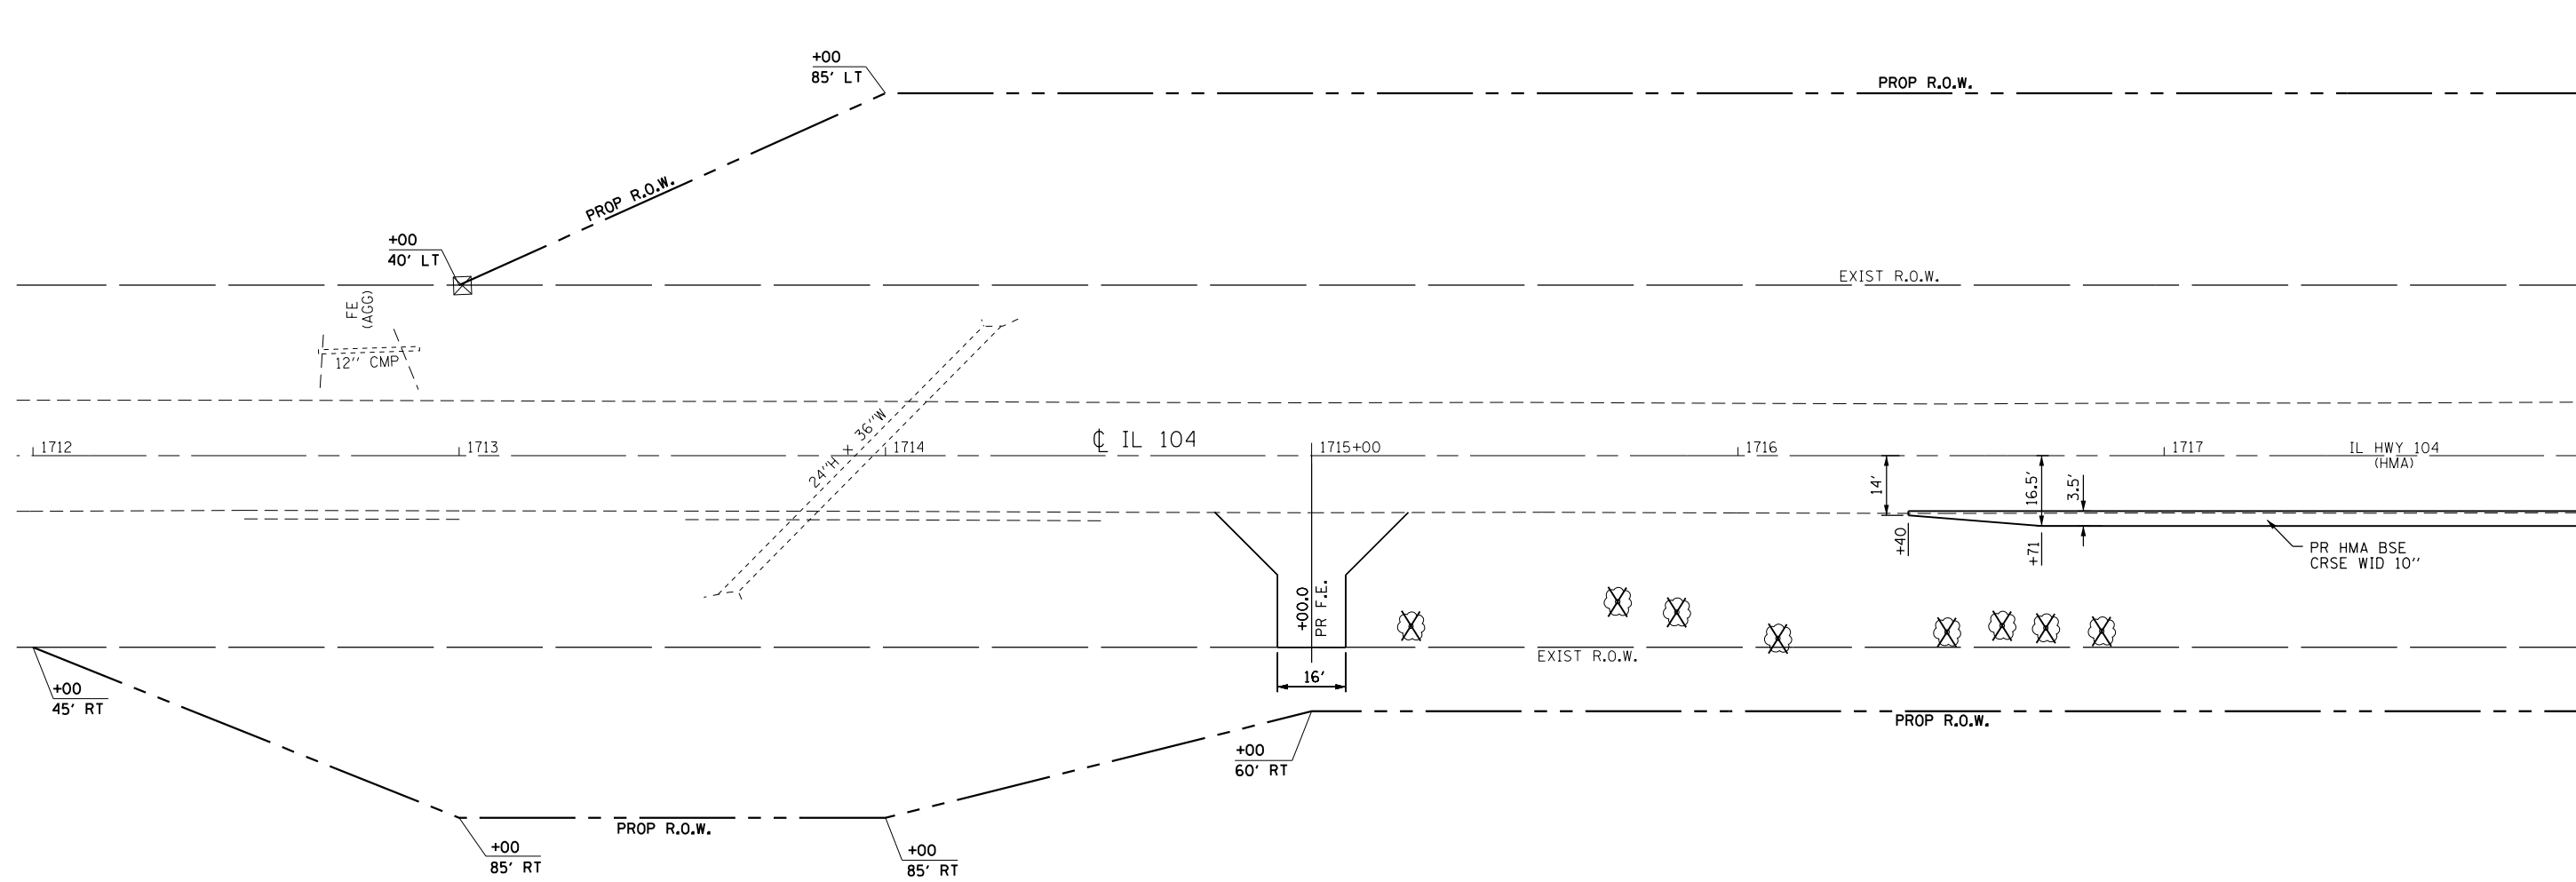 +00
85' LT
PROP R.O.W.
PROP R.O.W.
+00
40' LT
EXIST R.O.W.
FE
(AGG)
12'' CMP
24''H X 36''W
℄ IL 104
1712
1713
1714
1715+00
1716
1717
IL HWY 104
(HMA)
14'
16.5'
3.5'
+40
+71
PR HMA BSE
CRSE WID 10''
+00.0
PR F.E.
16'
EXIST R.O.W.
+00
45' RT
PROP R.O.W.
+00
60' RT
PROP R.O.W.
+00
85' RT
+00
85' RT